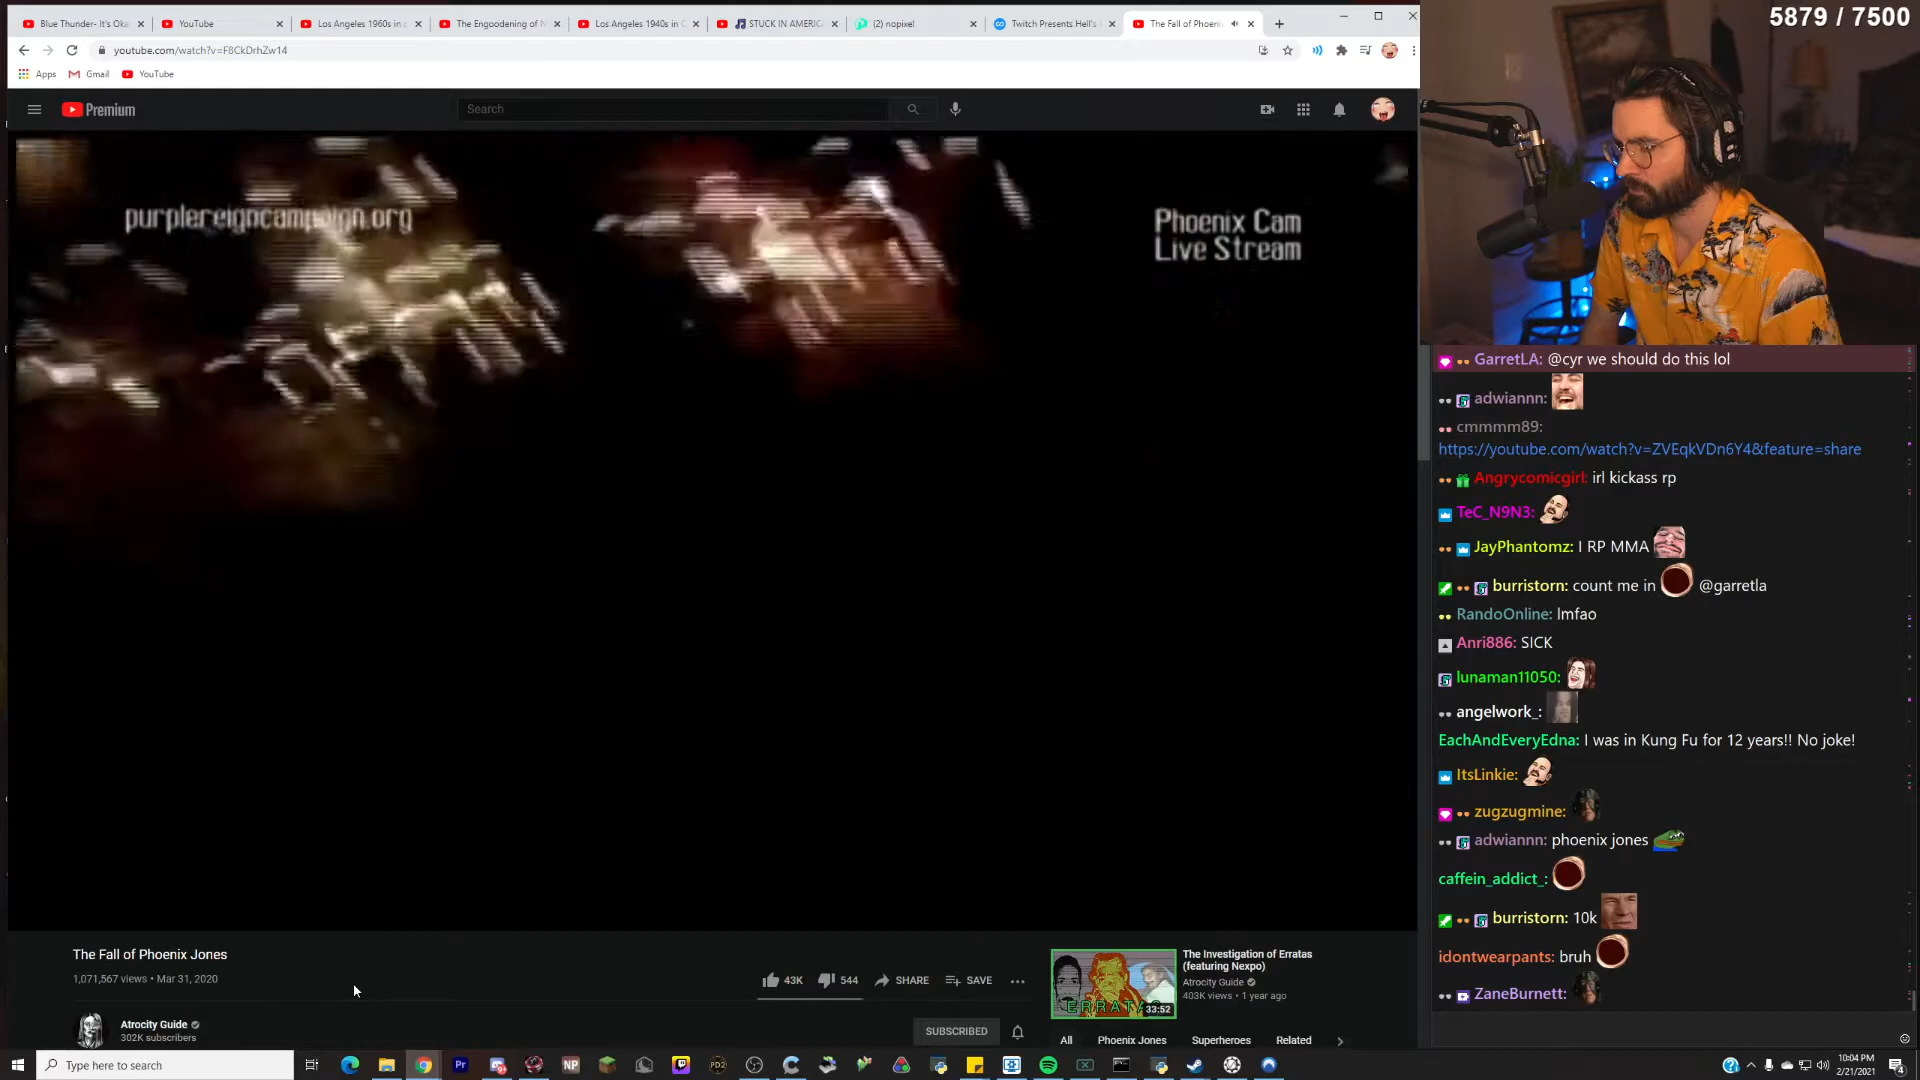 Blue Thunder- It's Oka
YouTube
Los Angeles 1960s in c
The Engoodening of N
Los Angeles 1940s in C
STUCK IN AMERIC
(2) nopixel
Twitch Presents Hell's
The Fall of Phoeni
5879 / 7500
youtube.com/watch?v=F8CkDrhZw14
Apps
Gmail
YouTube
Premium
Search
purplereigncampaign.org
Phoenix Cam
Live Stream
GarretLA: @cyr we should do this lol
adwiannn:
cmmmm89:
https://youtube.com/watch?v=ZVEqkVDn6Y4&feature=share
Angrycomicgirl: irl kickass rp
TeC_N9N3:
JayPhantomz: I RP MMA
burristorn: count me in @garretla
RandoOnline: lmfao
Anri886: SICK
lunaman11050:
angelwork_:
EachAndEveryEdna: I was in Kung Fu for 12 years!! No joke!
ItsLinkie:
zugzugmine:
adwiannn: phoenix jones
caffein_addict_:
burristorn: 10k
idontwearpants: bruh
ZaneBurnett:
The Fall of Phoenix Jones
1,071,567 views • Mar 31, 2020
43K
544
SHARE
SAVE
Atrocity Guide
302K subscribers
SUBSCRIBED
ERRATAS
33:52
The Investigation of Erratas
(featuring Nexpo)
Atrocity Guide
403K views • 1 year ago
All
Phoenix Jones
Superheroes
Related
Type here to search
Pr
NP
PD2
10:04 PM
2/21/2021